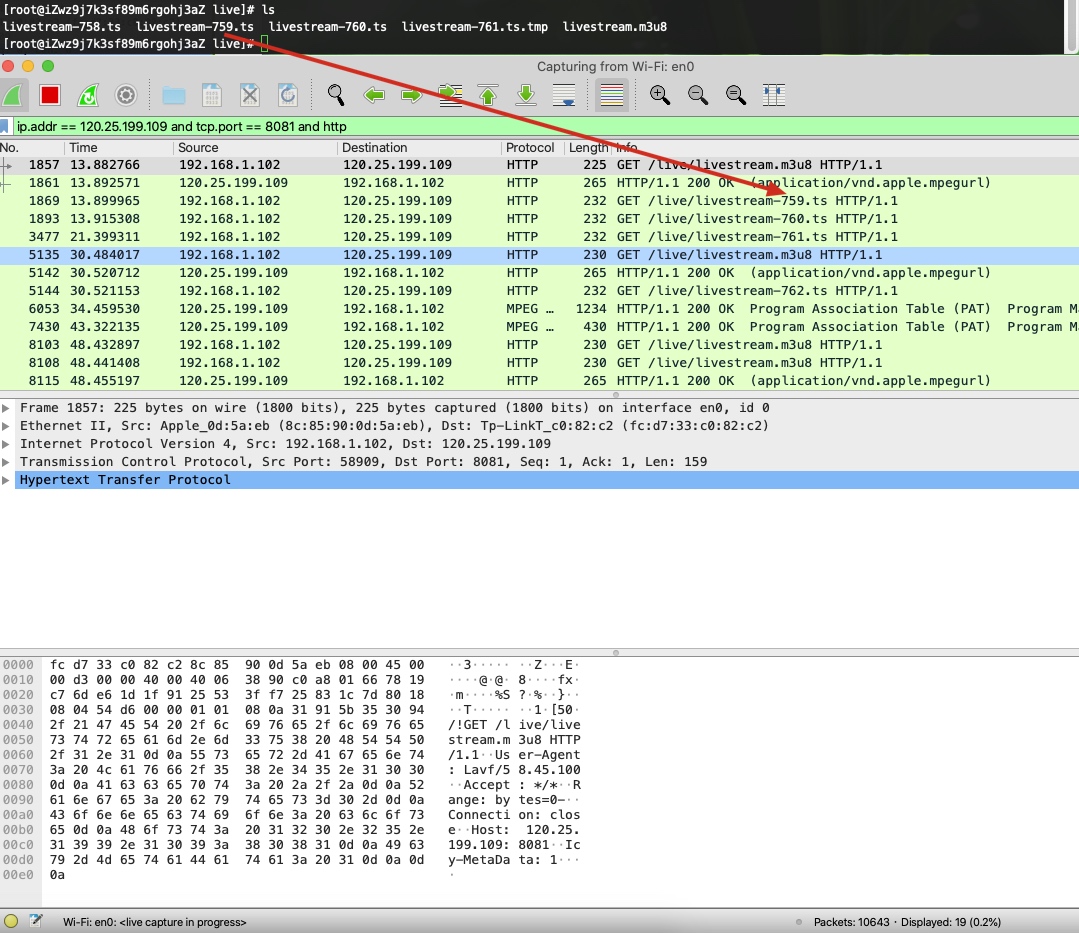 [root@iZwz9j7k3sf89m6rgohj3aZ live]# ls
livestream-758.ts  livestream-759.ts  livestream-760.ts  livestream-761.ts.tmp  livestream.m3u8
[root@iZwz9j7k3sf89m6rgohj3aZ live]#
Capturing from Wi-Fi: en0
ip.addr == 120.25.199.109 and tcp.port == 8081 and http
No. Time Source Destination Protocol Length Info
1857 13.882766 192.168.1.102 120.25.199.109 HTTP 225 GET /live/livestream.m3u8 HTTP/1.1
1861 13.892571 120.25.199.109 192.168.1.102 HTTP 265 HTTP/1.1 200 OK  (application/vnd.apple.mpegurl)
1869 13.899965 192.168.1.102 120.25.199.109 HTTP 232 GET /live/livestream-759.ts HTTP/1.1
1893 13.915308 192.168.1.102 120.25.199.109 HTTP 232 GET /live/livestream-760.ts HTTP/1.1
3477 21.399311 192.168.1.102 120.25.199.109 HTTP 232 GET /live/livestream-761.ts HTTP/1.1
5135 30.484017 192.168.1.102 120.25.199.109 HTTP 230 GET /live/livestream.m3u8 HTTP/1.1
5142 30.520712 120.25.199.109 192.168.1.102 HTTP 265 HTTP/1.1 200 OK  (application/vnd.apple.mpegurl)
5144 30.521153 192.168.1.102 120.25.199.109 HTTP 232 GET /live/livestream-762.ts HTTP/1.1
6053 34.459530 120.25.199.109 192.168.1.102 MPEG … 1234 HTTP/1.1 200 OK  Program Association Table (PAT)  Program M
7430 43.322135 120.25.199.109 192.168.1.102 MPEG … 430 HTTP/1.1 200 OK  Program Association Table (PAT)  Program M
8103 48.432897 192.168.1.102 120.25.199.109 HTTP 230 GET /live/livestream.m3u8 HTTP/1.1
8108 48.441408 192.168.1.102 120.25.199.109 HTTP 230 GET /live/livestream.m3u8 HTTP/1.1
8115 48.455197 120.25.199.109 192.168.1.102 HTTP 265 HTTP/1.1 200 OK  (application/vnd.apple.mpegurl)
Frame 1857: 225 bytes on wire (1800 bits), 225 bytes captured (1800 bits) on interface en0, id 0
Ethernet II, Src: Apple_0d:5a:eb (8c:85:90:0d:5a:eb), Dst: Tp-LinkT_c0:82:c2 (fc:d7:33:c0:82:c2)
Internet Protocol Version 4, Src: 192.168.1.102, Dst: 120.25.199.109
Transmission Control Protocol, Src Port: 58909, Dst Port: 8081, Seq: 1, Ack: 1, Len: 159
Hypertext Transfer Protocol
0000 fc d7 33 c0 82 c2 8c 85  90 0d 5a eb 08 00 45 00 ··3····· ··Z···E·
0010 00 d3 00 00 40 00 40 06  38 90 c0 a8 01 66 78 19 ····@·@· 8····fx·
0020 c7 6d e6 1d 1f 91 25 53  3f f7 25 83 1c 7d 80 18 ·m····%S ?·%··}··
0030 08 04 54 d6 00 00 01 01  08 0a 31 91 5b 35 30 94 ··T····· ··1·[50·
0040 2f 21 47 45 54 20 2f 6c  69 76 65 2f 6c 69 76 65 /!GET /l ive/live
0050 73 74 72 65 61 6d 2e 6d  33 75 38 20 48 54 54 50 stream.m 3u8 HTTP
0060 2f 31 2e 31 0d 0a 55 73  65 72 2d 41 67 65 6e 74 /1.1··Us er-Agent
0070 3a 20 4c 61 76 66 2f 35  38 2e 34 35 2e 31 30 30 : Lavf/5 8.45.100
0080 0d 0a 41 63 63 65 70 74  3a 20 2a 2f 2a 0d 0a 52 ··Accept : */*··R
0090 61 6e 67 65 3a 20 62 79  74 65 73 3d 30 2d 0d 0a ange: by tes=0-··
00a0 43 6f 6e 6e 65 63 74 69  6f 6e 3a 20 63 6c 6f 73 Connecti on: clos
00b0 65 0d 0a 48 6f 73 74 3a  20 31 32 30 2e 32 35 2e e··Host:  120.25.
00c0 31 39 39 2e 31 30 39 3a  38 30 38 31 0d 0a 49 63 199.109: 8081··Ic
00d0 79 2d 4d 65 74 61 44 61  74 61 3a 20 31 0d 0a 0d y-MetaDa ta: 1···
00e0 0a ·
Wi-Fi: en0: <live capture in progress>
Packets: 10643 · Displayed: 19 (0.2%)